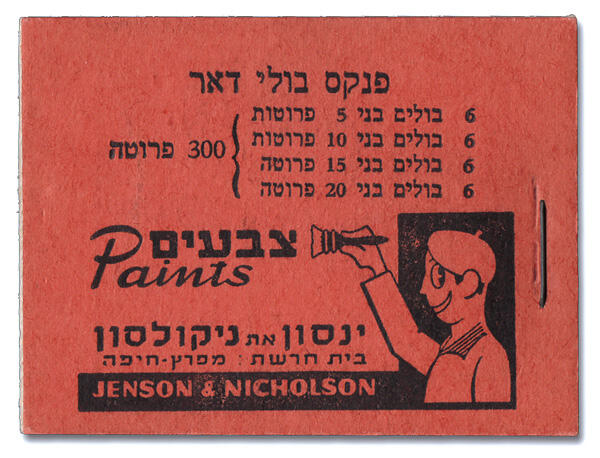 פנקס בולי דאר
6 בולים בני 5 פרוטות
6 בולים בני 10 פרוטות
6 בולים בני 15 פרוטה
6 בולים בני 20 פרוטה
300 פרוטה
צבעים
Paints
ינסון את ניקולסון
בית חרשת: מפרץ-חיפה
JENSON & NICHOLSON